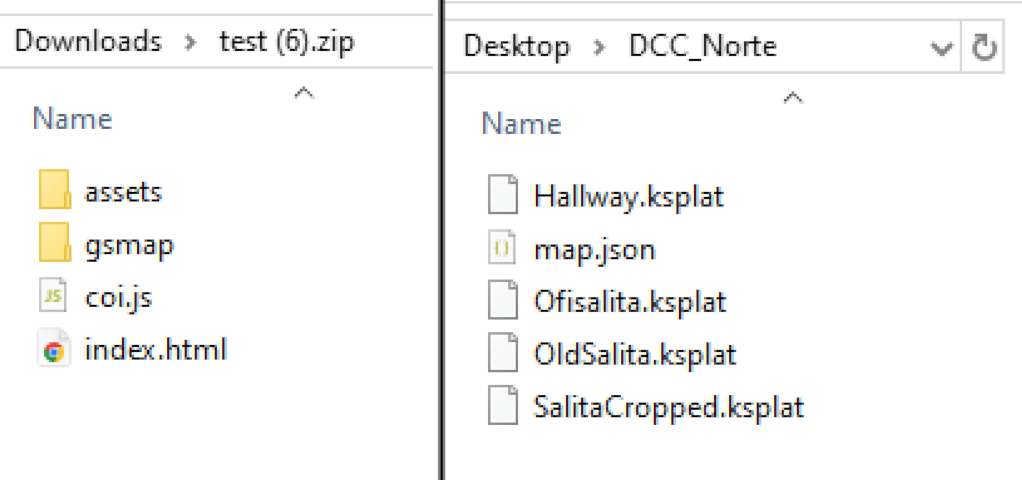 Downloads > test (6).zip
Name
assets
gsmap
JS coi.js
index.html
Desktop > DCC_Norte
Name
Hallway.ksplat
{} map.json
Ofisalita.ksplat
OldSalita.ksplat
SalitaCropped.ksplat